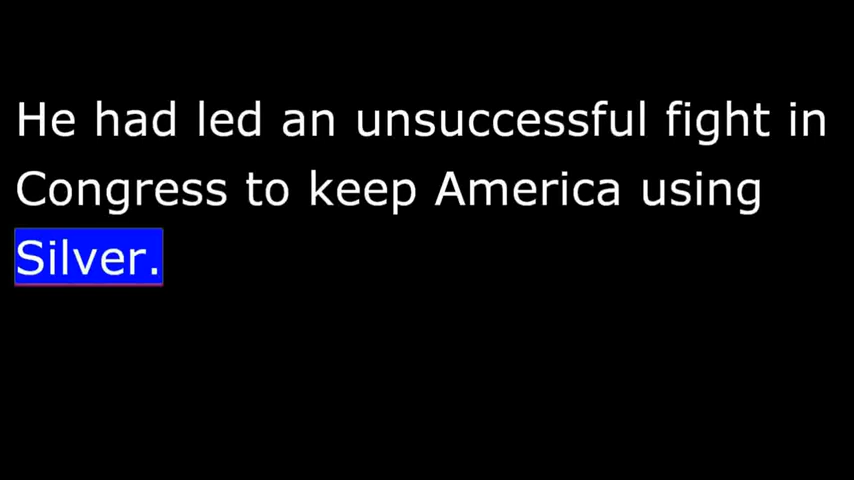 He had led an unsuccessful fight in
Congress to keep America using
Silver.